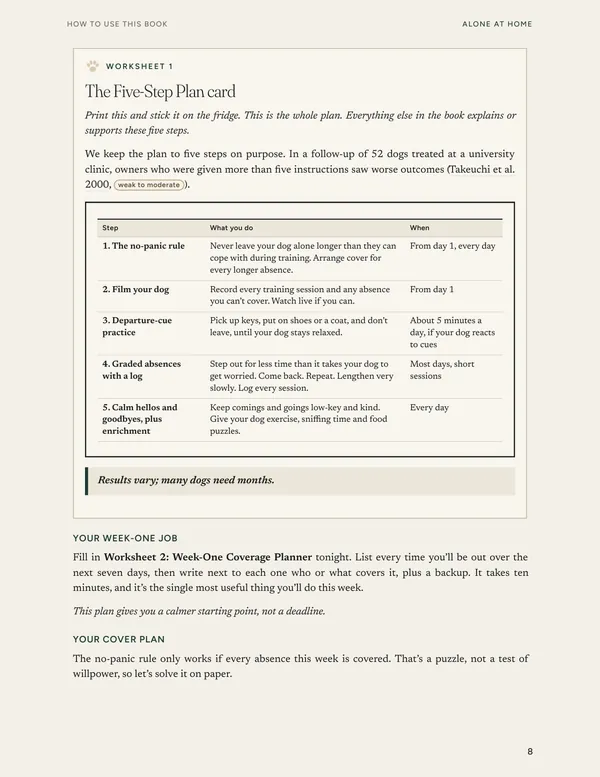 HOW TO USE THIS BOOK
ALONE AT HOME
WORKSHEET 1
The Five-Step Plan card
Print this and stick it on the fridge. This is the whole plan. Everything else in the book explains or
supports these five steps.
We keep the plan to five steps on purpose. In a follow-up of 52 dogs treated at a university
clinic, owners who were given more than five instructions saw worse outcomes (Takeuchi et al.
2000, weak to moderate).
Step
What you do
When
1. The no-panic rule
Never leave your dog alone longer than they can
cope with during training. Arrange cover for
every longer absence.
From day 1, every day
2. Film your dog
Record every training session and any absence
you can't cover. Watch live if you can.
From day 1
3. Departure-cue
practice
Pick up keys, put on shoes or a coat, and don't
leave, until your dog stays relaxed.
About 5 minutes a
day, if your dog reacts
to cues
4. Graded absences
with a log
Step out for less time than it takes your dog to
get worried. Come back. Repeat. Lengthen very
slowly. Log every session.
Most days, short
sessions
5. Calm hellos and
goodbyes, plus
enrichment
Keep comings and goings low-key and kind.
Give your dog exercise, sniffing time and food
puzzles.
Every day
Results vary; many dogs need months.
YOUR WEEK-ONE JOB
Fill in Worksheet 2: Week-One Coverage Planner tonight. List every time you'll be out over the
next seven days, then write next to each one who or what covers it, plus a backup. It takes ten
minutes, and it's the single most useful thing you'll do this week.
This plan gives you a calmer starting point, not a deadline.
YOUR COVER PLAN
The no-panic rule only works if every absence this week is covered. That's a puzzle, not a test of
willpower, so let's solve it on paper.
8